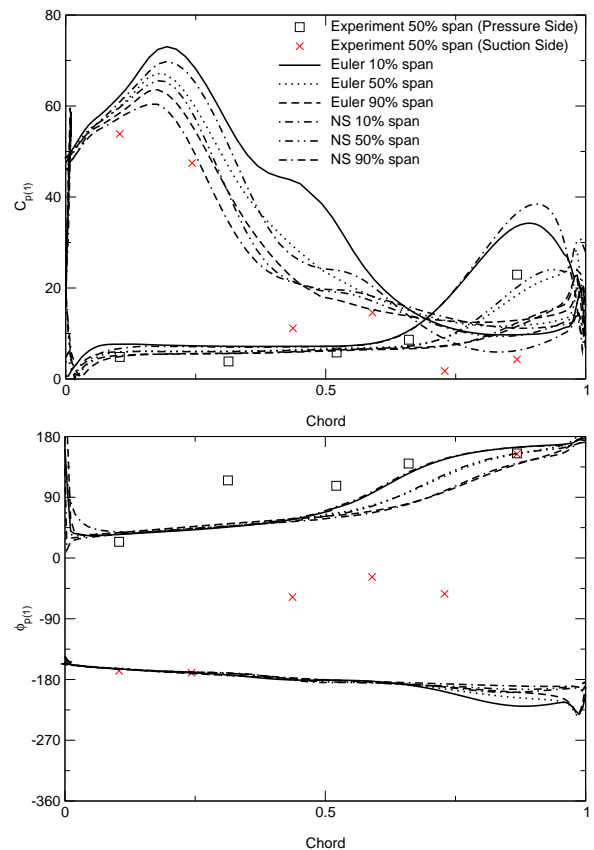 80
60
40
20
0
C p(1)
Experiment 50% span (Pressure Side)
Experiment 50% span (Suction Side)
Euler 10% span
Euler 50% span
Euler 90% span
NS 10% span
NS 50% span
NS 90% span
0
0.5
1
Chord
180
90
0
-90
-180
-270
-360
ϕ p(1)
0
0.5
1
Chord